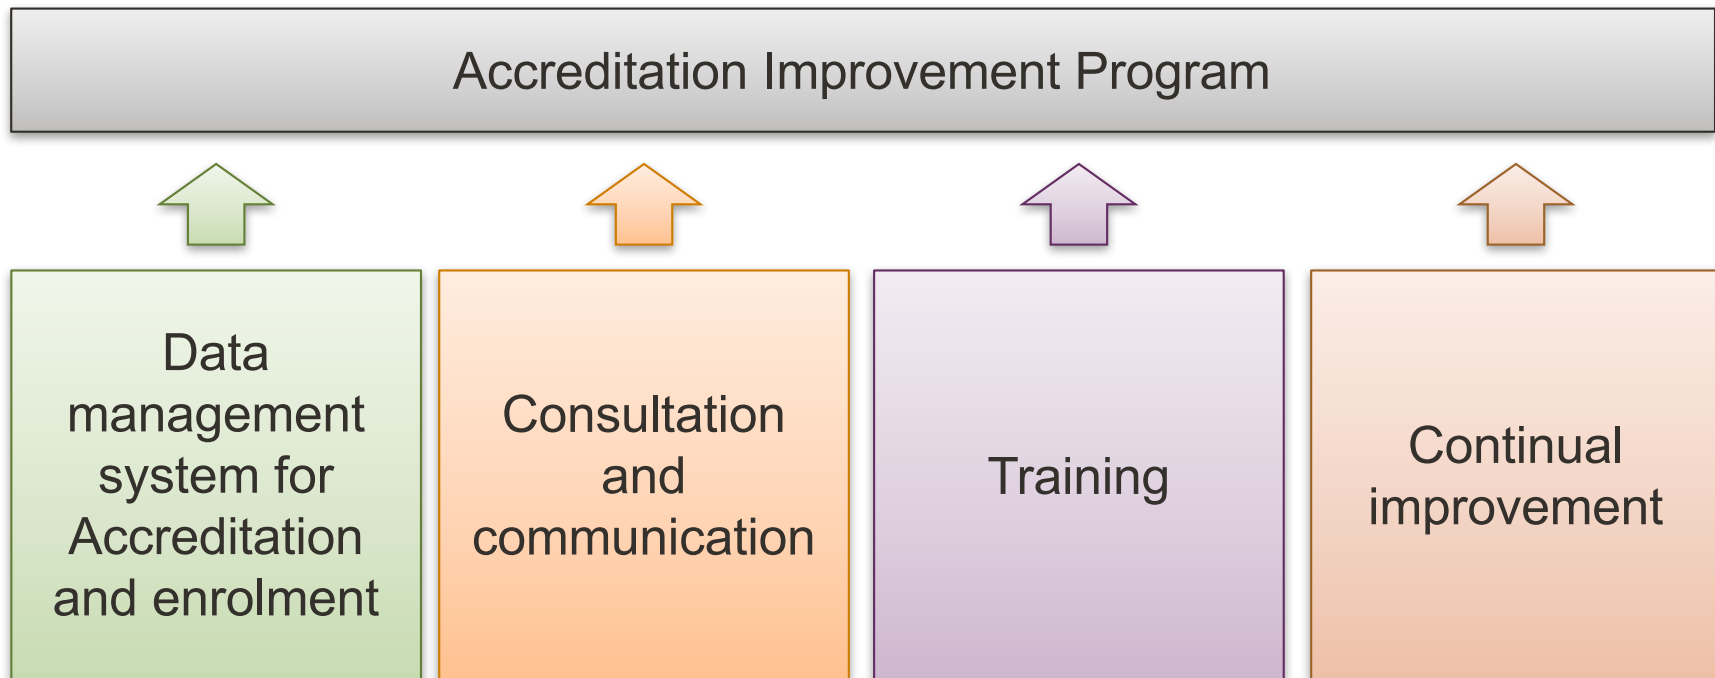 Accreditation Improvement Program
Data
management
system for
Accreditation
and enrolment
Consultation
and
communication
Training
Continual
improvement